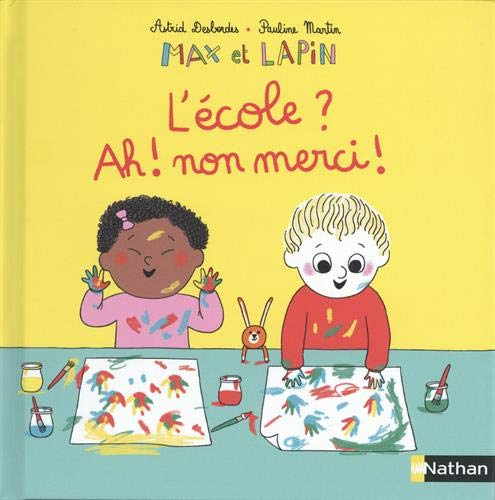 Astrid Desbordes • Pauline Martin
MAX et LAPIN
L'école ?
Ah! non merci !
Nathan